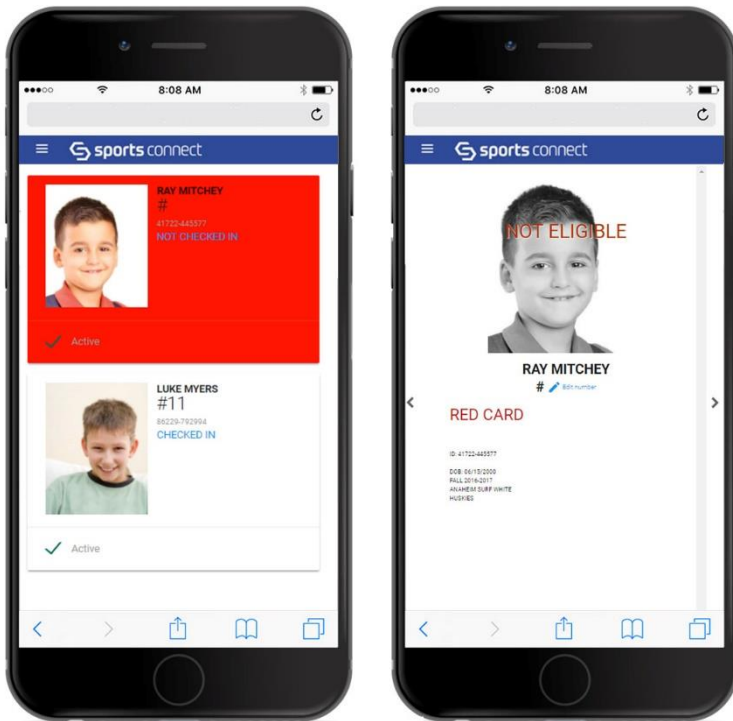 8:08 AM
sports connect
RAY MITCHEY
#
41722-443577
NOT CHECKED IN
Active
LUKE MYERS
#11
86229-792994
CHECKED IN
Active
8:08 AM
sports connect
NOT ELIGIBLE
RAY MITCHEY
# Edit number
RED CARD
ID: 41722-443577
DOB: 06/15/2003
FALL 2016-2017
ANAHEIM SURF WHITE
HUSKIES